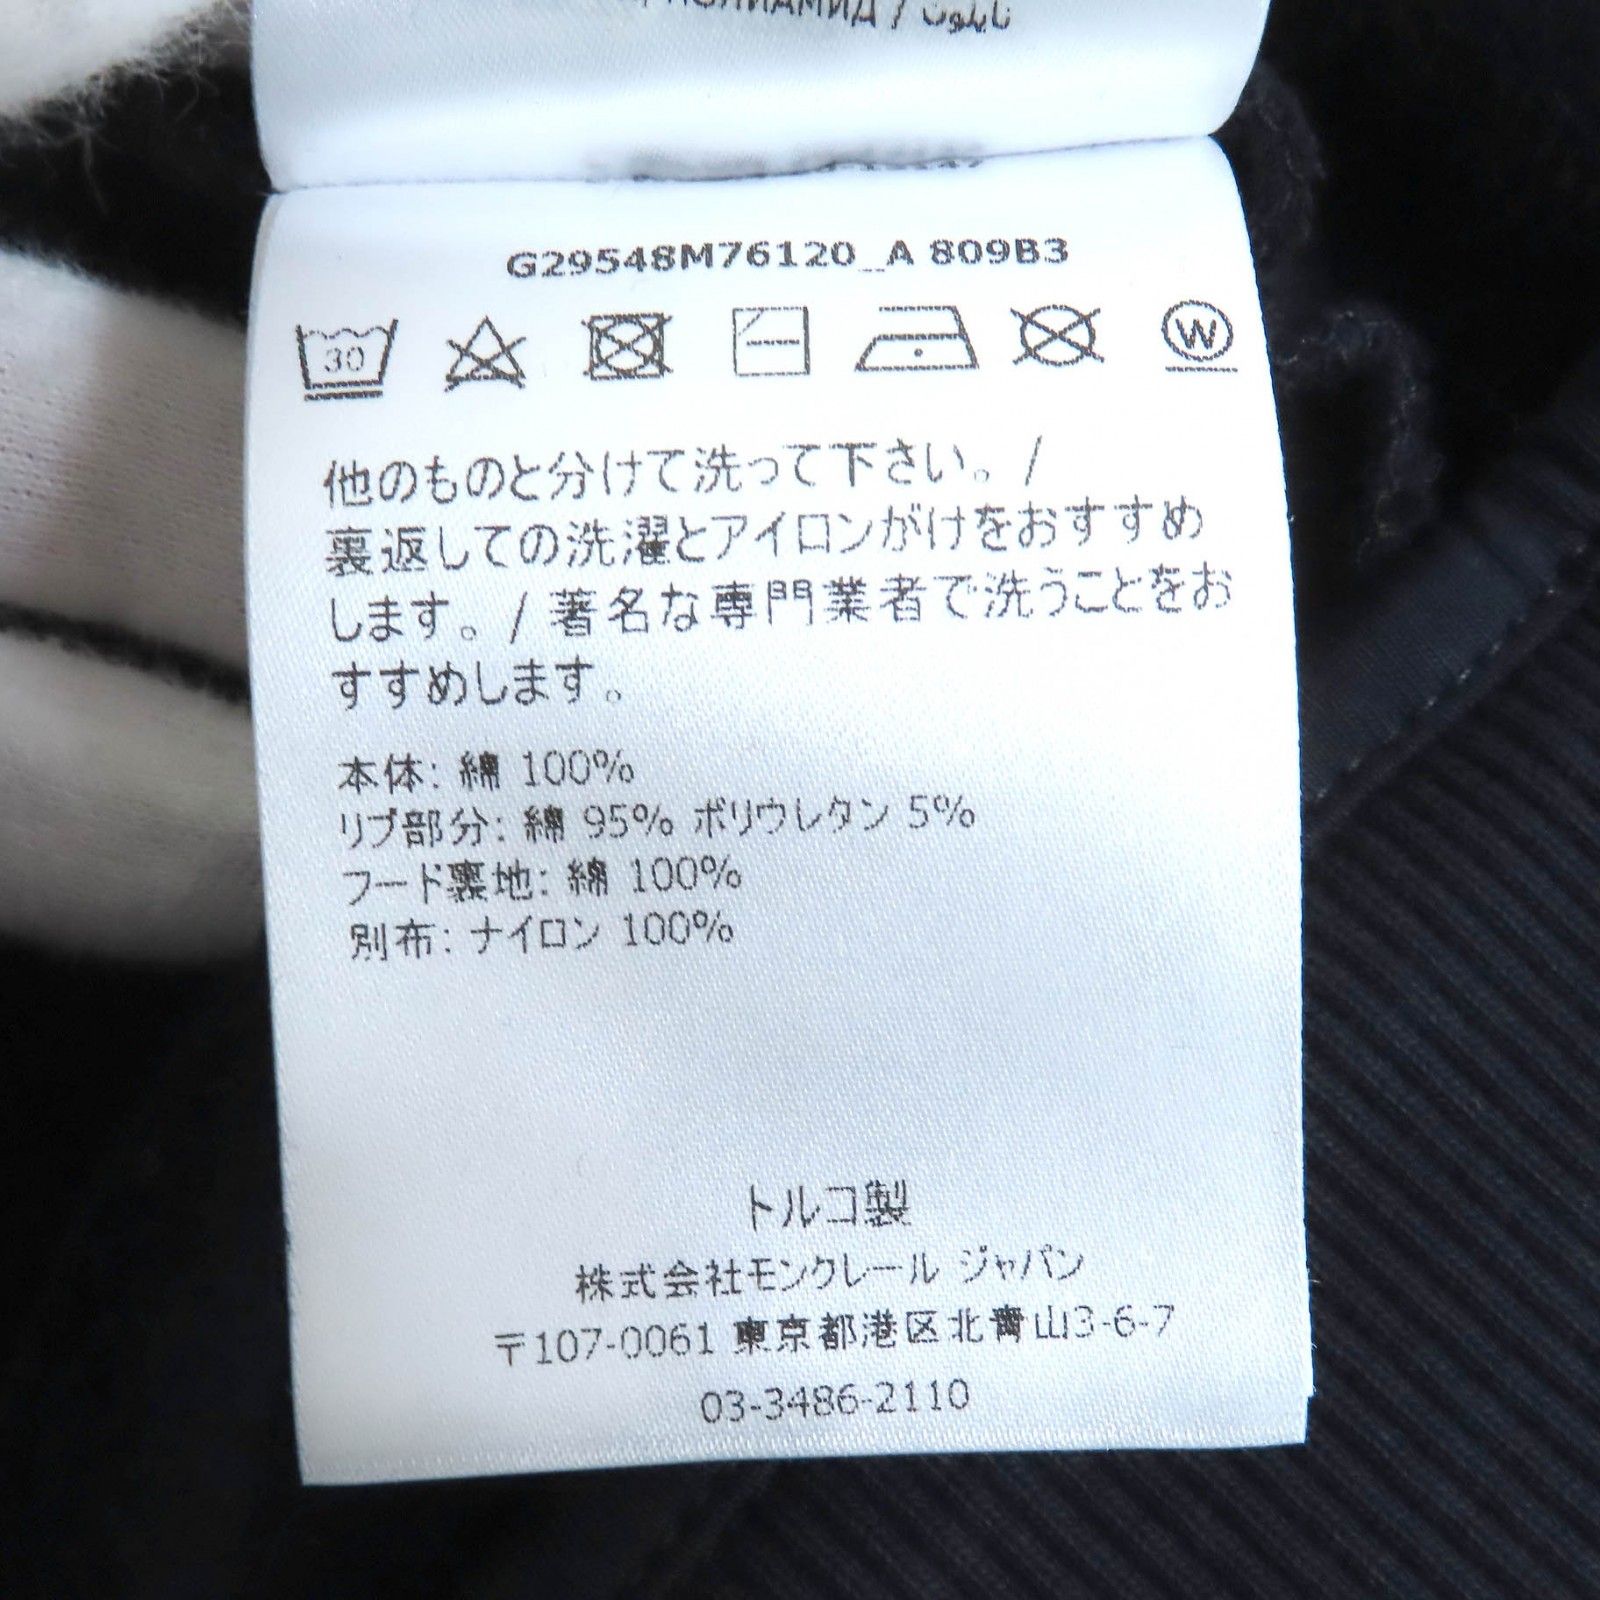 / نايلون
G29548M76120_A 809B3
30
W
他のものと分けて洗って下さい。/
裏返しての洗濯とアイロンがけをおすすめ
します。/ 著名な専門業者で洗うことをお
すすめします。
本体: 綿 100%
リブ部分: 綿 95% ポリウレタン 5%
フード裏地: 綿 100%
別布: ナイロン 100%
トルコ製
株式会社モンクレール ジャパン
〒107-0061 東京都港区北青山3-6-7
03-3486-2110